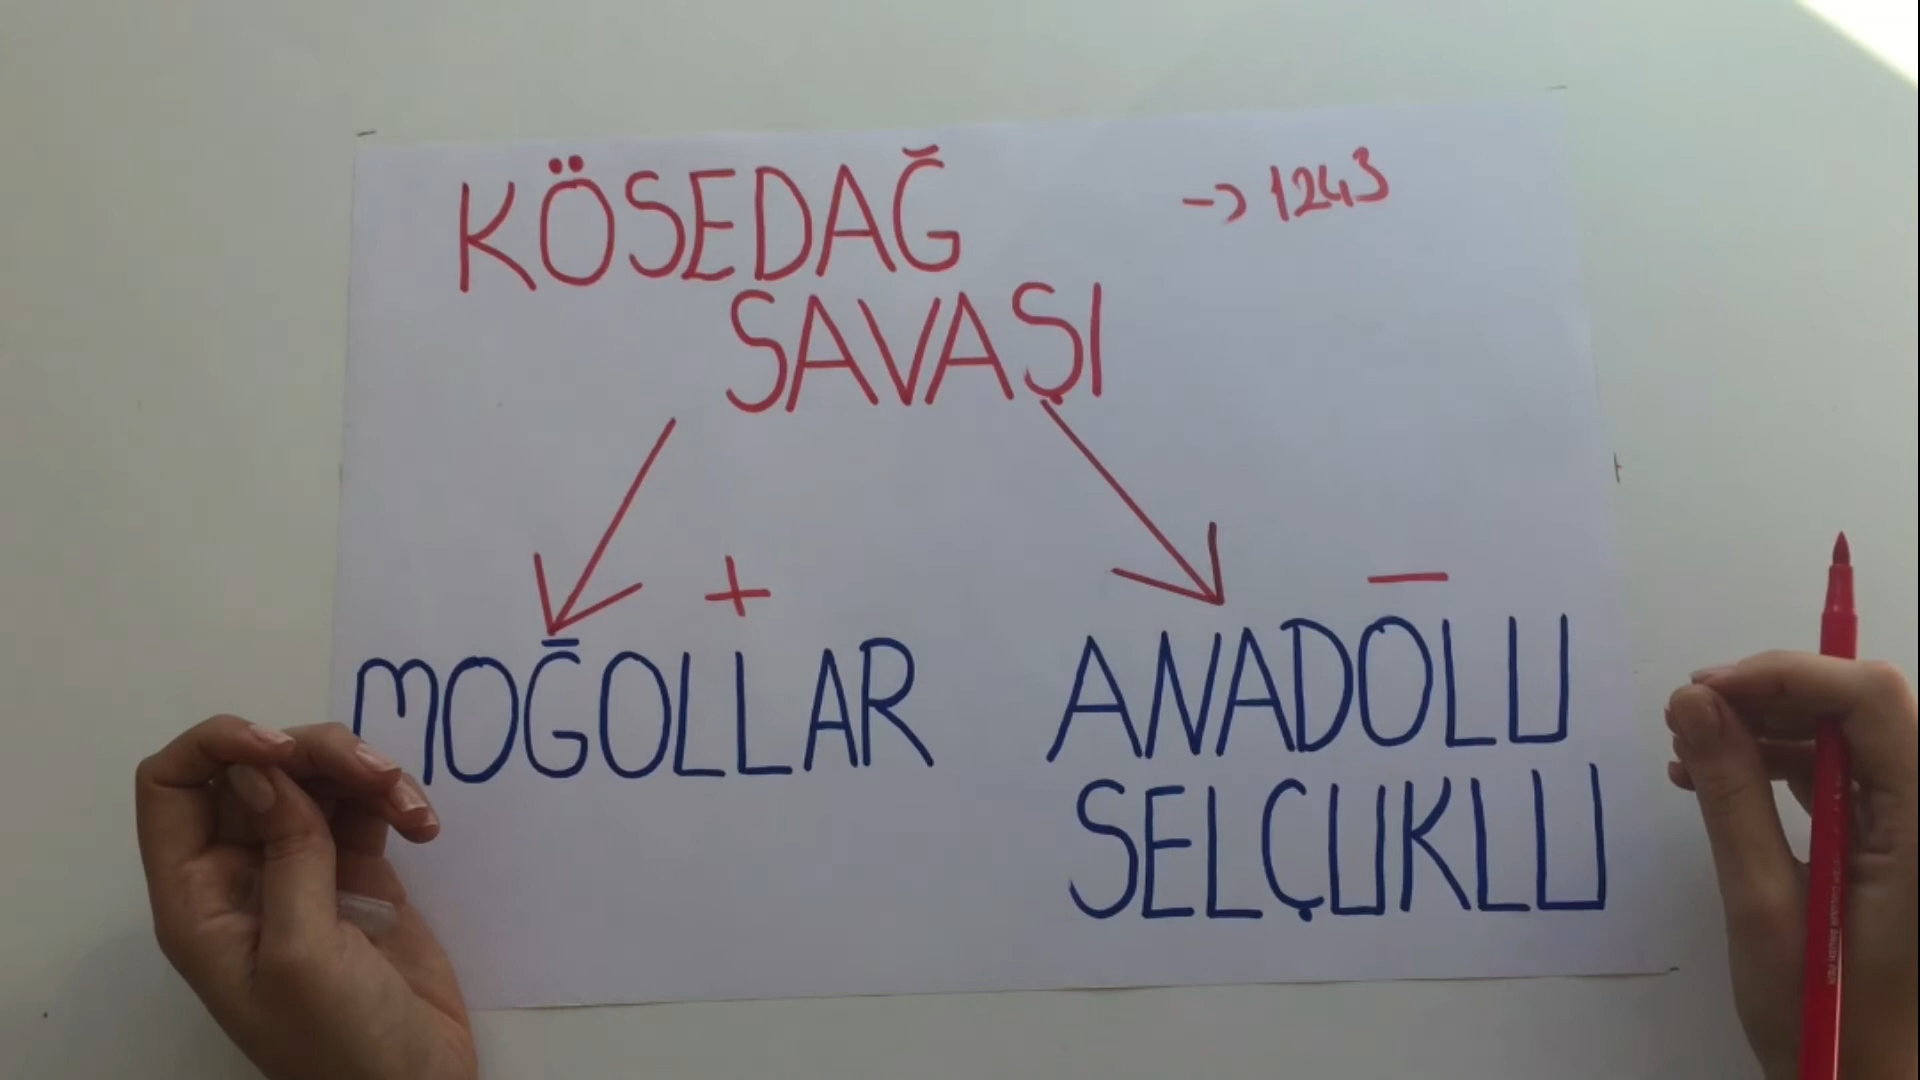 KÖSEDAĞ
SAVAŞI
-> 1243
+
-
MOĞOLLAR
ANADOLU
SELÇUKLU